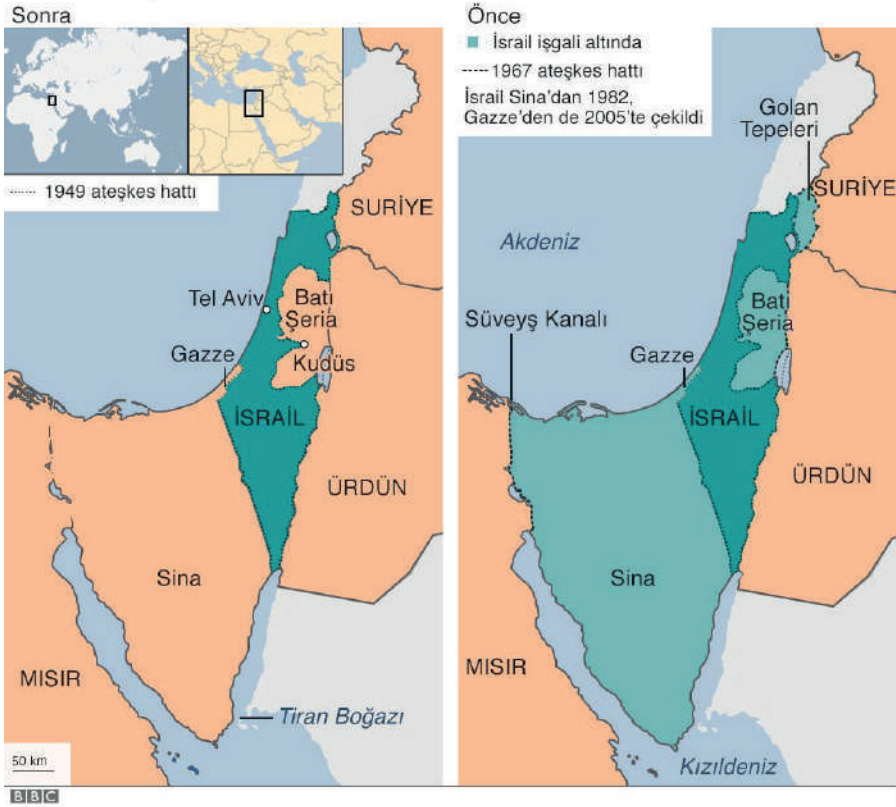 Sonra
1949 ateşkes hattı
SURİYE
Tel Aviv
Batı
Şeria
Gazze
Kudüs
İSRAİL
ÜRDÜN
Sina
MISIR
Tiran Boğazı
50 km
Önce
İsrail işgali altında
1967 ateşkes hattı
İsrail Sina'dan 1982,
Gazze'den de 2005'te çekildi
Golan
Tepeleri
SURİYE
Akdeniz
Süveyş Kanalı
Batı
Şeria
Gazze
İSRAİL
ÜRDÜN
Sina
MISIR
Kızıldeniz
BBC